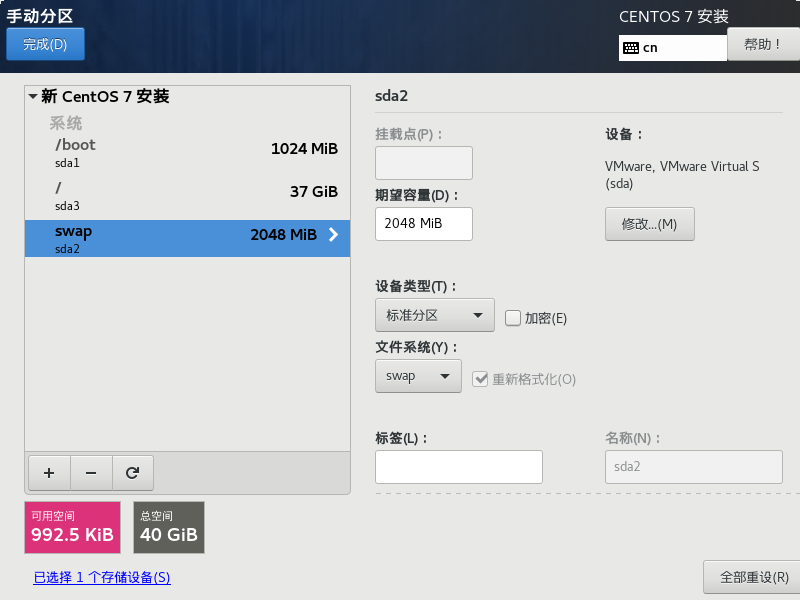 手动分区
CENTOS 7 安装
完成(D)
cn
帮助！
新 CentOS 7 安装
系统
/boot
1024 MiB
sda1
/
37 GiB
sda3
swap
2048 MiB
sda2
+
−
可用空间
992.5 KiB
总空间
40 GiB
已选择 1 个存储设备(S)
sda2
挂载点(P)：
设备：
VMware, VMware Virtual S
(sda)
期望容量(D)：
2048 MiB
修改...(M)
设备类型(T)：
标准分区
加密(E)
文件系统(Y)：
swap
重新格式化(O)
标签(L)：
名称(N)：
sda2
全部重设(R)